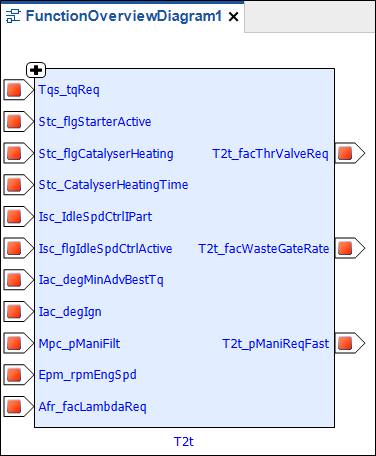 FunctionOverviewDiagram1
Tqs_tqReq
Stc_flgStarterActive
Stc_flgCatalyserHeating
T2t_facThrValveReq
Stc_CatalyserHeatingTime
Isc_IdleSpdCtrlIPart
Isc_flgIdleSpdCtrlActive
T2t_facWasteGateRate
Iac_degMinAdvBestTq
Iac_degIgn
Mpc_pManiFilt
T2t_pManiReqFast
Epm_rpmEngSpd
Afr_facLambdaReq
T2t